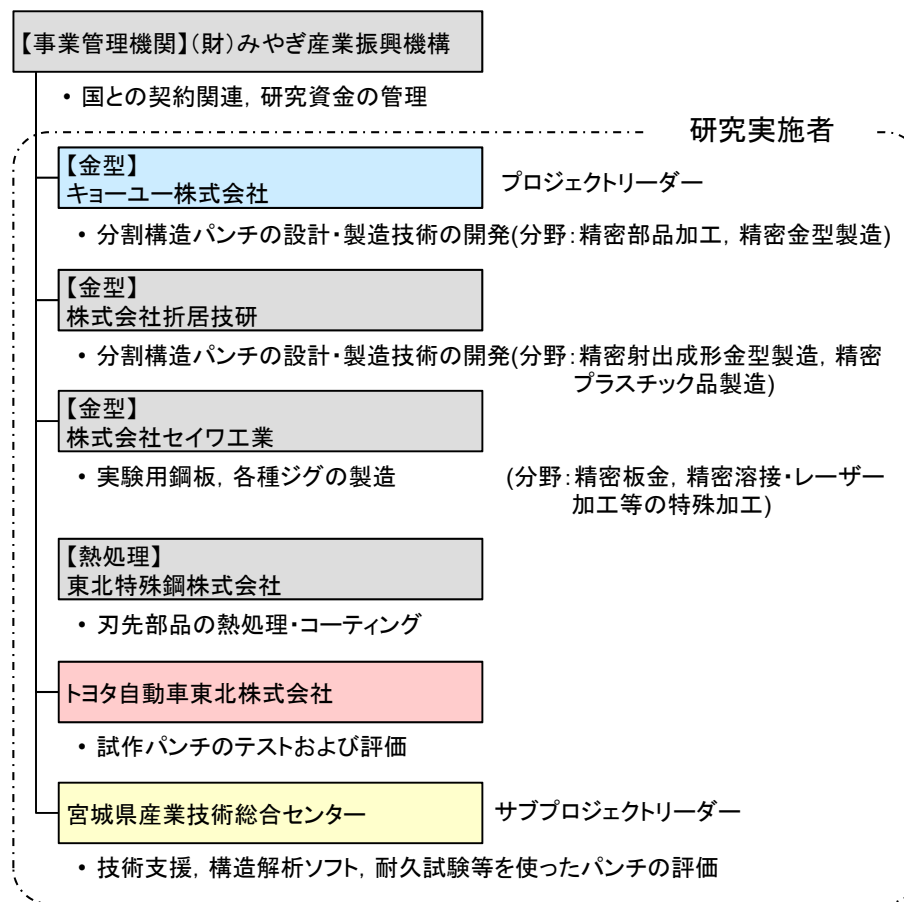 【事業管理機関】(財)みやぎ産業振興機構
• 国との契約関連, 研究資金の管理
研究実施者
【金型】
キョーユー株式会社
プロジェクトリーダー
• 分割構造パンチの設計・製造技術の開発(分野:精密部品加工, 精密金型製造)
【金型】
株式会社折居技研
• 分割構造パンチの設計・製造技術の開発(分野:精密射出成形金型製造, 精密
プラスチック品製造)
【金型】
株式会社セイワ工業
• 実験用鋼板, 各種ジグの製造 (分野:精密板金, 精密溶接・レーザー
加工等の特殊加工)
【熱処理】
東北特殊鋼株式会社
• 刃先部品の熱処理・コーティング
トヨタ自動車東北株式会社
• 試作パンチのテストおよび評価
宮城県産業技術総合センター
サブプロジェクトリーダー
• 技術支援, 構造解析ソフト, 耐久試験等を使ったパンチの評価